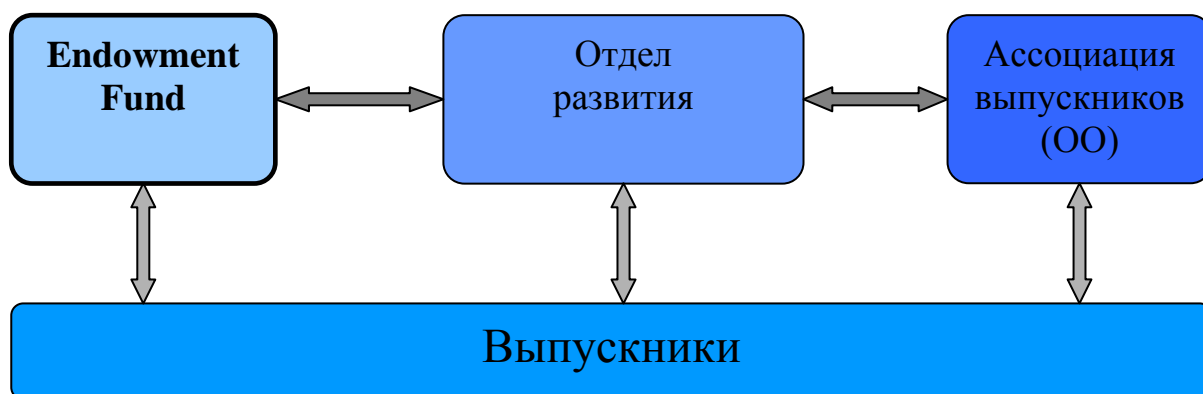 Endowment
Fund
Отдел
развития
Ассоциация
выпускников
(ОО)
Выпускники